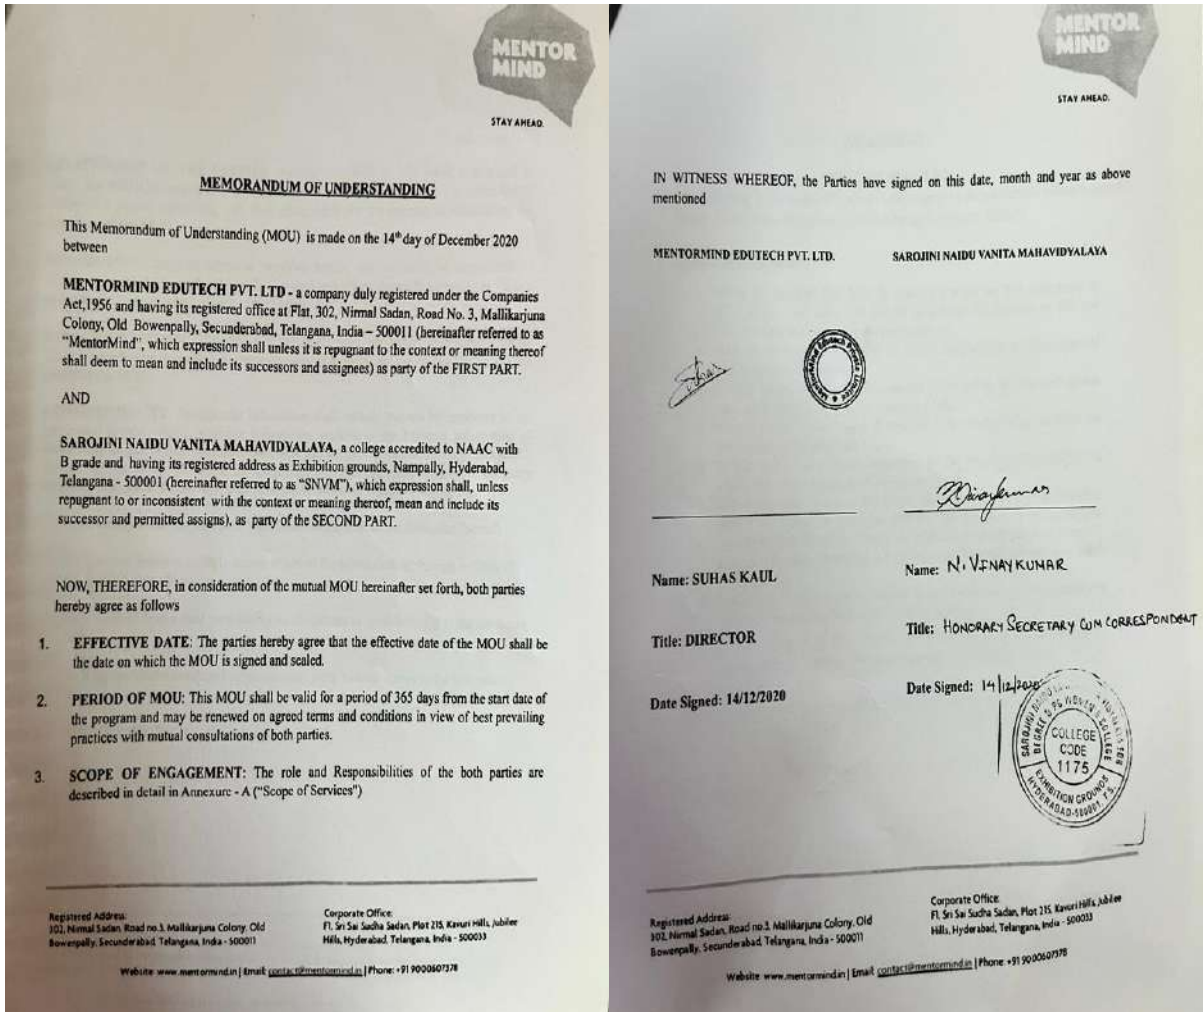 MENTOR
MIND
STAY AHEAD.
MEMORANDUM OF UNDERSTANDING
This Memorandum of Understanding (MOU) is made on the 14th day of December 2020
between
MENTORMIND EDUTECH PVT. LTD - a company duly registered under the Companies
Act,1956 and having its registered office at Flat, 302, Nirmal Sadan, Road No. 3, Mallikarjuna
Colony, Old Bowenpally, Secunderabad, Telangana, India – 500011 (hereinafter referred to as
"MentorMind", which expression shall unless it is repugnant to the context or meaning thereof
shall deem to mean and include its successors and assignees) as party of the FIRST PART.
AND
SAROJINI NAIDU VANITA MAHAVIDYALAYA, a college accredited to NAAC with
B grade and having its registered address as Exhibition grounds, Nampally, Hyderabad,
Telangana - 500001 (hereinafter referred to as "SNVM"), which expression shall, unless
repugnant to or inconsistent with the context or meaning thereof, mean and include its
successor and permitted assigns), as party of the SECOND PART.
NOW, THEREFORE, in consideration of the mutual MOU hereinafter set forth, both parties
hereby agree as follows
1. EFFECTIVE DATE: The parties hereby agree that the effective date of the MOU shall be
the date on which the MOU is signed and sealed.
2. PERIOD OF MOU: This MOU shall be valid for a period of 365 days from the start date of
the program and may be renewed on agreed terms and conditions in view of best prevailing
practices with mutual consultations of both parties.
3. SCOPE OF ENGAGEMENT: The role and Responsibilities of the both parties are
described in detail in Annexure - A ("Scope of Services")
Registered Address:
302, Nirmal Sadan, Road no.3, Mallikarjuna Colony, Old
Bowenpally, Secunderabad, Telangana, India - 500011
Corporate Office:
F1, Sri Sai Sudha Sadan, Plot 215, Kavuri Hills, Jubilee
Hills, Hyderabad, Telangana, India - 500033
Website: www.mentormind.in | Email: contact@mentormind.in | Phone: +91 9000607378
MENTOR
MIND
STAY AHEAD.
IN WITNESS WHEREOF, the Parties have signed on this date, month and year as above
mentioned
MENTORMIND EDUTECH PVT. LTD. SAROJINI NAIDU VANITA MAHAVIDYALAYA
MentorMind Edutech Private Limited
Name: SUHAS KAUL
Name: N. VINAYKUMAR
Title: DIRECTOR
Title: HONORARY SECRETARY CUM CORRESPONDENT
Date Signed: 14/12/2020
Date Signed: 14/12/2020
COLLEGE
CODE
1175
DEGREE & PG WOMEN'S COLLEGE
EXHIBITION GROUNDS
HYDERABAD-500001, T.S.
Registered Address:
302, Nirmal Sadan, Road no.3, Mallikarjuna Colony, Old
Bowenpally, Secunderabad, Telangana, India - 500011
Corporate Office:
F1, Sri Sai Sudha Sadan, Plot 215, Kavuri Hills, Jubilee
Hills, Hyderabad, Telangana, India - 500033
Website: www.mentormind.in | Email: contact@mentormind.in | Phone: +91 9000607378